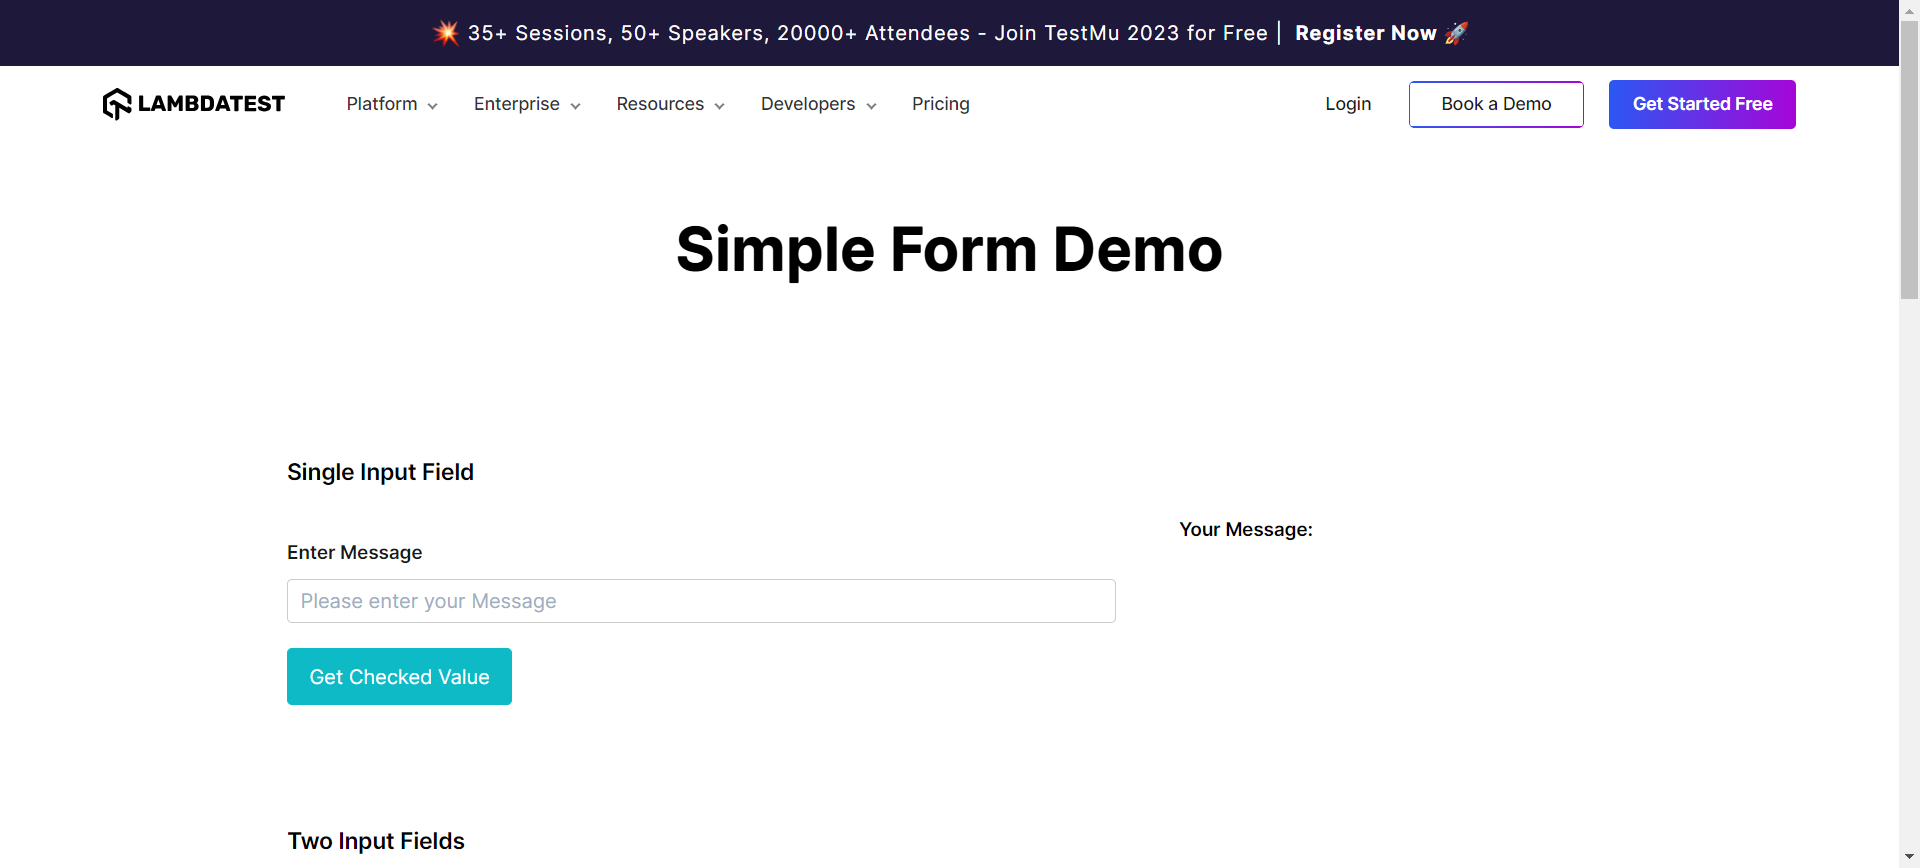 💥 35+ Sessions, 50+ Speakers, 20000+ Attendees - Join TestMu 2023 for Free | Register Now 🚀
LAMBDATEST Platform Enterprise Resources Developers Pricing Login Book a Demo Get Started Free
Simple Form Demo
Single Input Field
Your Message:
Enter Message
Please enter your Message
Get Checked Value
Two Input Fields